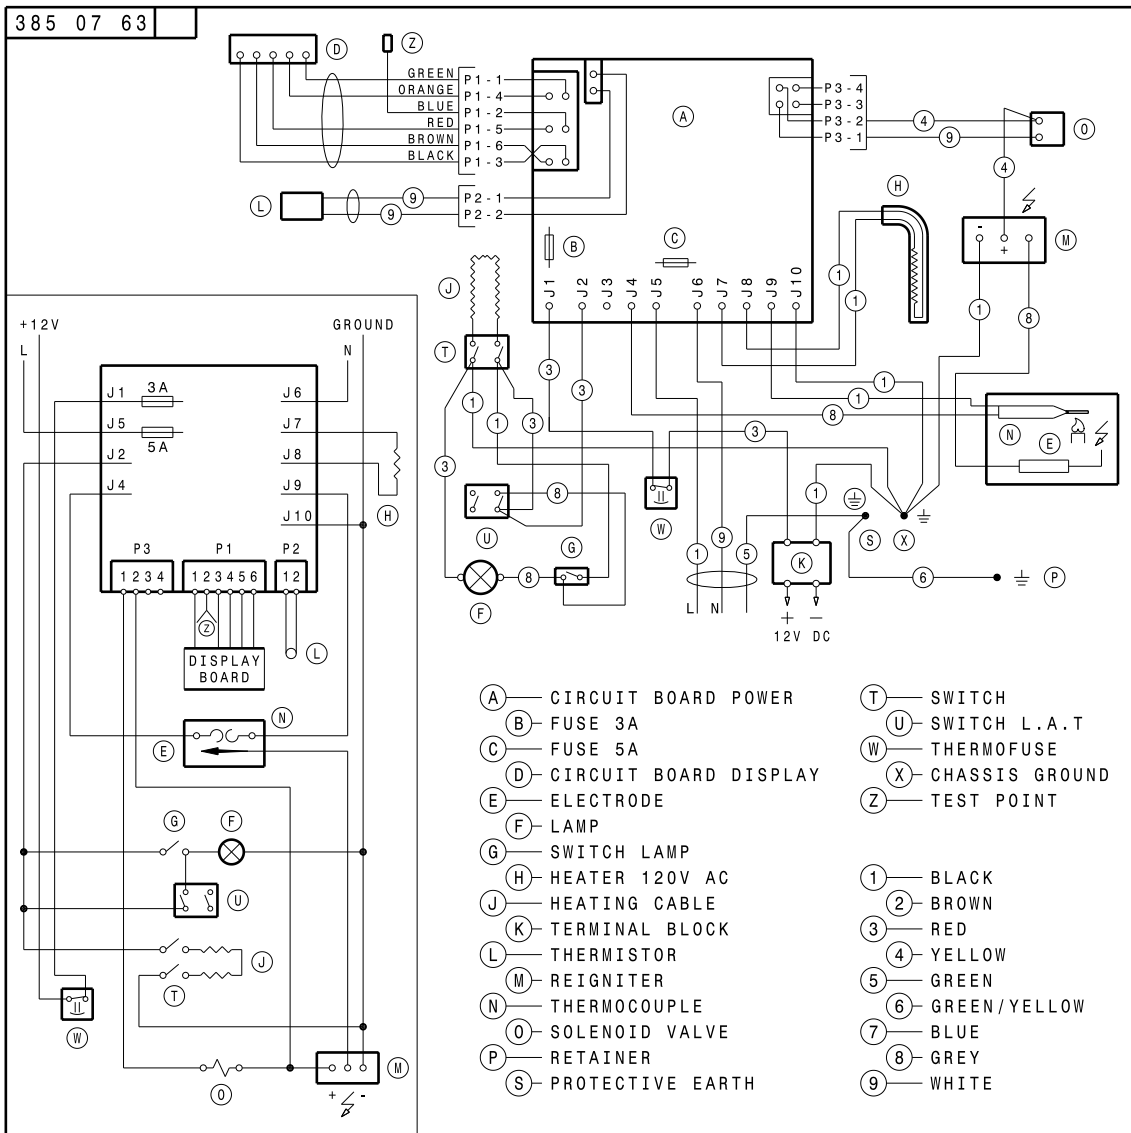 385 07 63
D
Z
GREEN P1-1
ORANGE P1-4
BLUE P1-2
RED P1-5
BROWN P1-6
BLACK P1-3
L
9
9
P2-1
P2-2
A
P3-4
P3-3
P3-2
P3-1
4
9
O
4
H
- + M
B
C
J
J1 J2 J3 J4 J5 J6 J7 J8 J9 J10
1
1
1
8
T
3
3
1
1
1
3
1
8
N
E
3
3
U
8
W
1
S
X
9
1
5
K
G
8
F
6
P
L N
+ −
12V DC
+12V GROUND
L N
J1 3A J6
J5 J7
5A
J2 J8
J4 J9
H
J10
P3 P1 P2
1234 123456 12
Z
L
DISPLAY
BOARD
N
E
G F
U
J
T
W
M
O
+ -
A CIRCUIT BOARD POWER
B FUSE 3A
C FUSE 5A
D CIRCUIT BOARD DISPLAY
E ELECTRODE
F LAMP
G SWITCH LAMP
H HEATER 120V AC
J HEATING CABLE
K TERMINAL BLOCK
L THERMISTOR
M REIGNITER
N THERMOCOUPLE
O SOLENOID VALVE
P RETAINER
S PROTECTIVE EARTH
T SWITCH
U SWITCH L.A.T
W THERMOFUSE
X CHASSIS GROUND
Z TEST POINT
1 BLACK
2 BROWN
3 RED
4 YELLOW
5 GREEN
6 GREEN/YELLOW
7 BLUE
8 GREY
9 WHITE